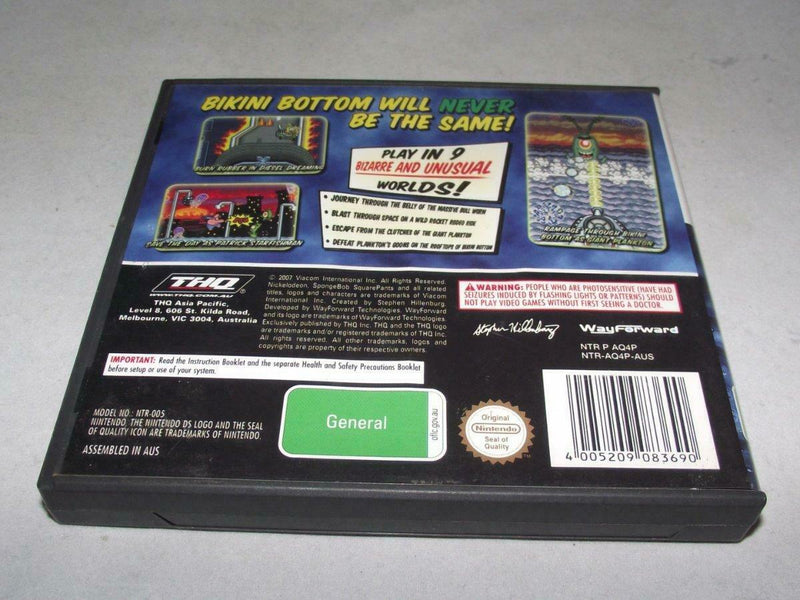 BIKINI BOTTOM WILL NEVER
BE THE SAME!
BURN RUBBER IN DIESEL DREAMING
SAVE THE DAY AS PATRICK STARFISHMAN
PLAY IN 9
BIZARRE AND UNUSUAL
WORLDS!
• JOURNEY THROUGH THE BELLY OF THE MASSIVE BULL WORM
• BLAST THROUGH SPACE ON A WILD ROCKET RODEO RIDE
• ESCAPE FROM THE CLUTCHES OF THE GIANT PLANKTON
• DEFEAT PLANKTON'S GOONS ON THE ROOFTOPS OF BIKINI BOTTOM
RAMPAGE THROUGH BIKINI
BOTTOM AS GIANT PLANKTON
THQ
WWW.THQ.COM.AU
THQ Asia Pacific,
Level 8, 606 St. Kilda Road,
Melbourne, VIC 3004, Australia
© 2007 Viacom International Inc. All Rights Reserved.
Nickelodeon, SpongeBob SquarePants and all related
titles, logos and characters are trademarks of Viacom
International Inc. Created by Stephen Hillenburg.
Developed by WayForward Technologies. WayForward
and its logo are trademarks of WayForward Technologies.
Exclusively published by THQ Inc. THQ and the THQ logo
are trademarks and/or registered trademarks of THQ Inc.
All rights reserved. All other trademarks, logos and
copyrights are property of their respective owners.
WARNING: PEOPLE WHO ARE PHOTOSENSITIVE (HAVE HAD
SEIZURES INDUCED BY FLASHING LIGHTS OR PATTERNS) SHOULD
NOT PLAY VIDEO GAMES WITHOUT FIRST SEEING A DOCTOR.
Stephen Hillenburg
WayForward
NTR P AQ4P
NTR-AQ4P-AUS
IMPORTANT: Read the Instruction Booklet and the separate Health and Safety Precautions Booklet
before setup or use of your system.
MODEL NO.: NTR-005
NINTENDO, THE NINTENDO DS LOGO AND THE SEAL
OF QUALITY ICON ARE TRADEMARKS OF NINTENDO.
ASSEMBLED IN AUS
General
oflc.gov.au
Original
Nintendo
Seal of
Quality
4 005209 083690